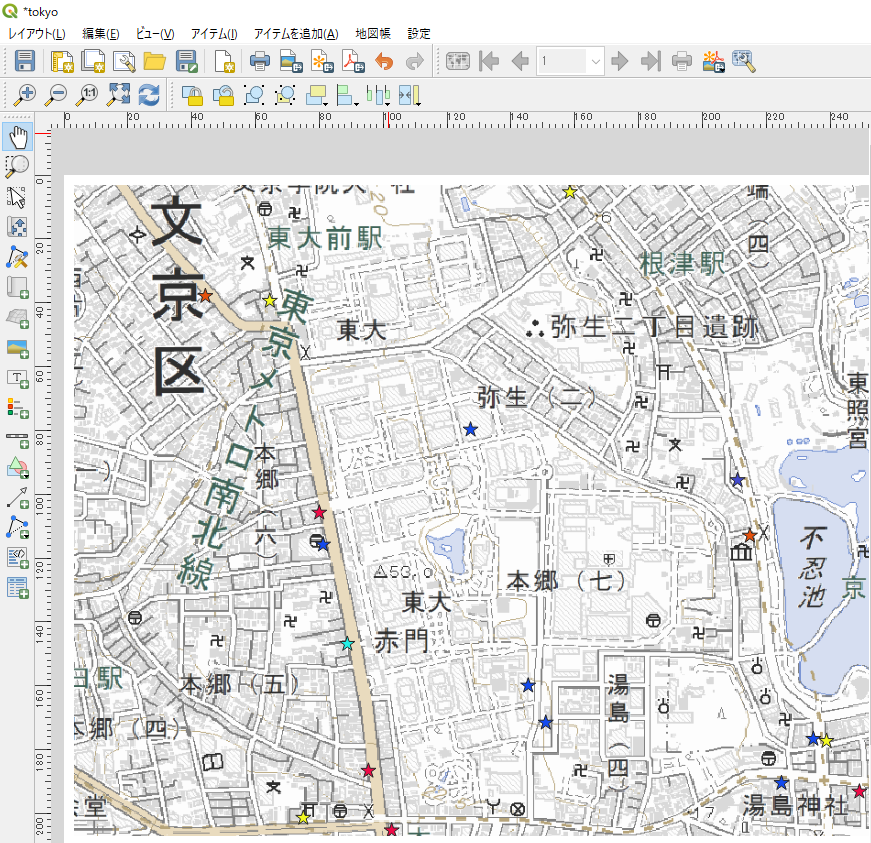 *tokyo
レイアウト(L) 編集(E) ビュー(V) アイテム(I) アイテムを追加(A) 地図帳 設定
1
1:1
0 20 40 60 80 100 120 140 160 180 200 220 240
0
20
40
60
80
100
120
140
160
180
200
文京区
東大前駅
20
6
端
(四)
根津駅
東京メトロ南北線
東大
弥生二丁目遺跡
弥生(二)
東照宮
本郷(六)
不忍池
53.0
東大
本郷(七)
京
赤門
駅
本郷(五)
湯島(四
郷(四)
堂
17
湯島神社